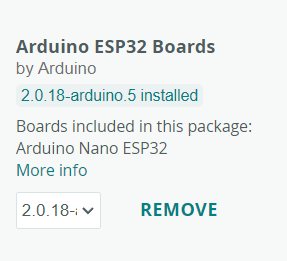 Arduino ESP32 Boards
by Arduino
2.0.18-arduino.5 installed
Boards included in this package:
Arduino Nano ESP32
More info
2.0.18- REMOVE